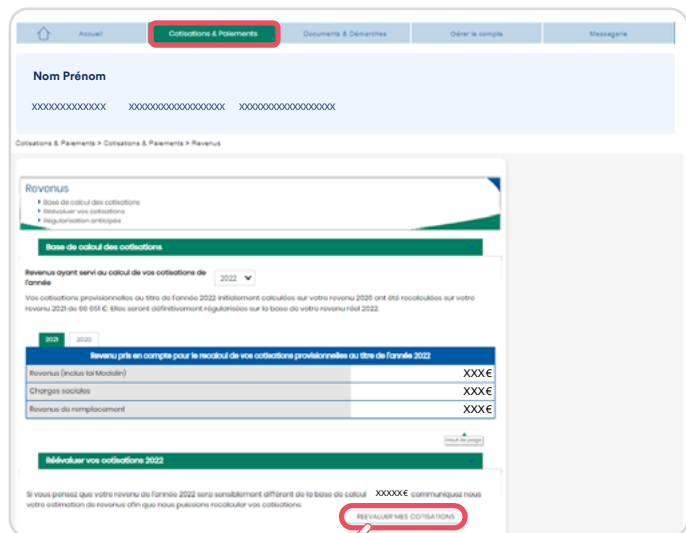 Accueil
Cotisations & Paiements
Documents & Démarches
Gérer le compte
Messagerie
Nom Prénom
XXXXXXXXXXXXX XXXXXXXXXXXXXXXXXX XXXXXXXXXXXXXXXXXX
Cotisations & Paiements > Cotisations & Paiements > Revenus
Revenus
Base de calcul des cotisations
Réévaluer vos cotisations
Régularisation anticipée
Base de calcul des cotisations
Revenus ayant servi au calcul de vos cotisations de
l'année
2022
Vos cotisations provisionnelles au titre de l'année 2022 initialement calculées sur votre revenu 2020 ont été recalculées sur votre
revenu 2021 de 66 651 €. Elles seront définitivement régularisées sur la base de votre revenu réel 2022.
2021 2020
Revenu pris en compte pour le recalcul de vos cotisations provisionnelles au titre de l'année 2022
Revenus (inclus loi Madelin) XXX€
Charges sociales XXX€
Revenus de remplacement XXX€
Haut de page
Réévaluer vos cotisations 2022
Si vous pensez que votre revenu de l'année 2022 sera sensiblement différent de la base de calcul XXXXX€ communiquez nous
votre estimation de revenus afin que nous puissions recalculer vos cotisations.
REEVALUER MES COTISATIONS